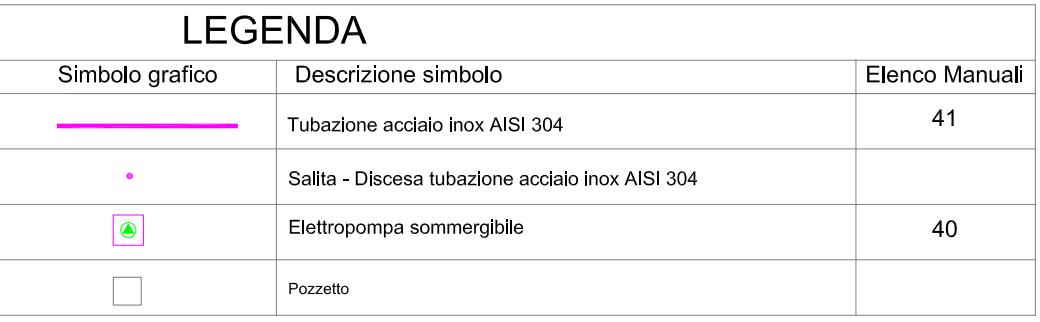 LEGENDA
Simbolo grafico Descrizione simbolo Elenco Manuali
Tubazione acciaio inox AISI 304 41
Salita - Discesa tubazione acciaio inox AISI 304
Elettropompa sommergibile 40
Pozzetto